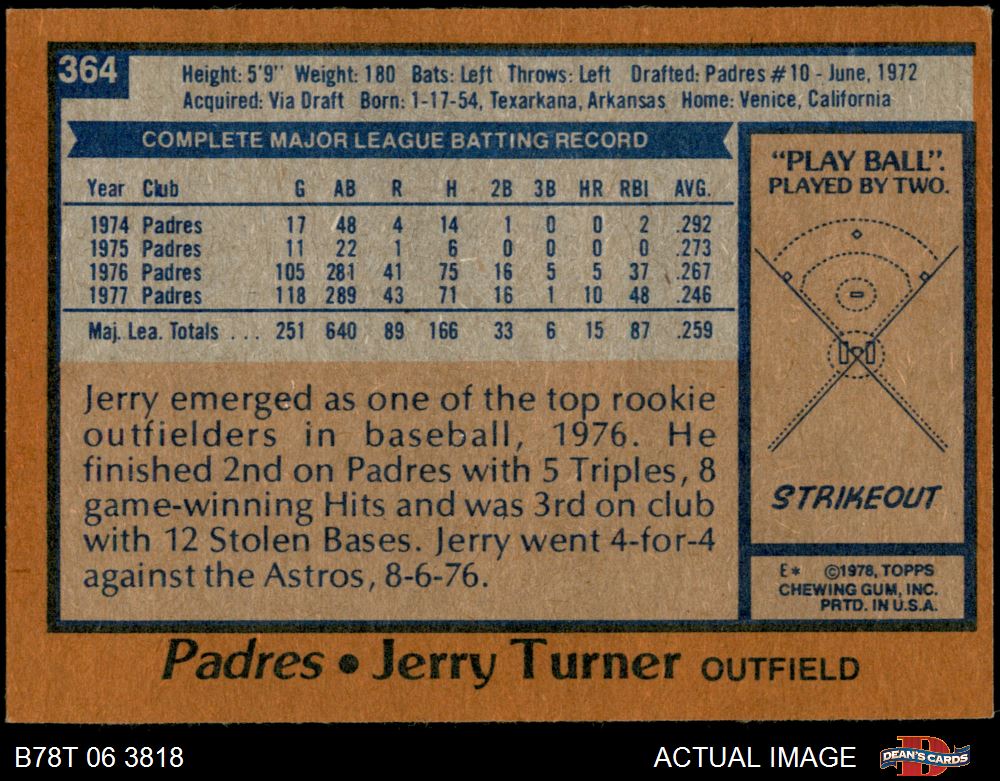 364
Height: 5'9" Weight: 180 Bats: Left Throws: Left Drafted: Padres #10 - June, 1972
Acquired: Via Draft Born: 1-17-54, Texarkana, Arkansas Home: Venice, California
COMPLETE MAJOR LEAGUE BATTING RECORD
Year Club G AB R H 2B 3B HR RBI AVG.
1974 Padres 17 48 4 14 1 0 0 2 .292
1975 Padres 11 22 1 6 0 0 0 0 .273
1976 Padres 105 281 41 75 16 5 5 37 .267
1977 Padres 118 289 43 71 16 1 10 48 .246
Maj. Lea. Totals . . . 251 640 89 166 33 6 15 87 .259
Jerry emerged as one of the top rookie
outfielders in baseball, 1976. He
finished 2nd on Padres with 5 Triples, 8
game-winning Hits and was 3rd on club
with 12 Stolen Bases. Jerry went 4-for-4
against the Astros, 8-6-76.
"PLAY BALL".
PLAYED BY TWO.
STRIKEOUT
E* ©1978, TOPPS
CHEWING GUM, INC.
PRTD. IN U.S.A.
Padres • Jerry Turner OUTFIELD
B78T 06 3818
ACTUAL IMAGE
DEAN'S CARDS